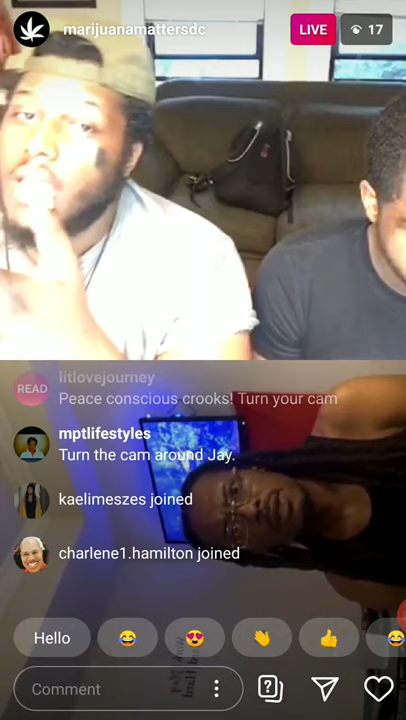 marijuanamattersdc
LIVE
17
READ
litlovejourney
Peace conscious crooks! Turn your cam
mptlifestyles
Turn the cam around Jay.
kaelimeszes joined
charlene1.hamilton joined
Hello
Comment